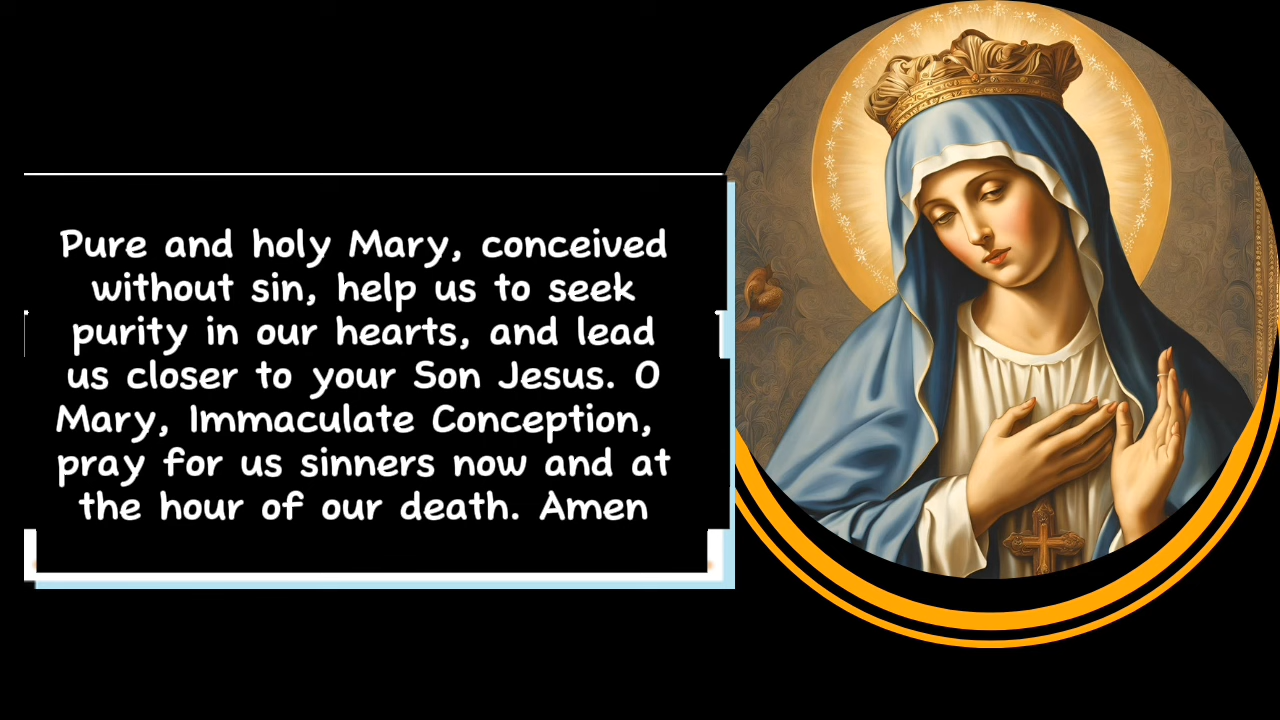 Pure and holy Mary, conceived
without sin, help us to seek
purity in our hearts, and lead
us closer to your Son Jesus. O
Mary, Immaculate Conception,
pray for us sinners now and at
the hour of our death. Amen